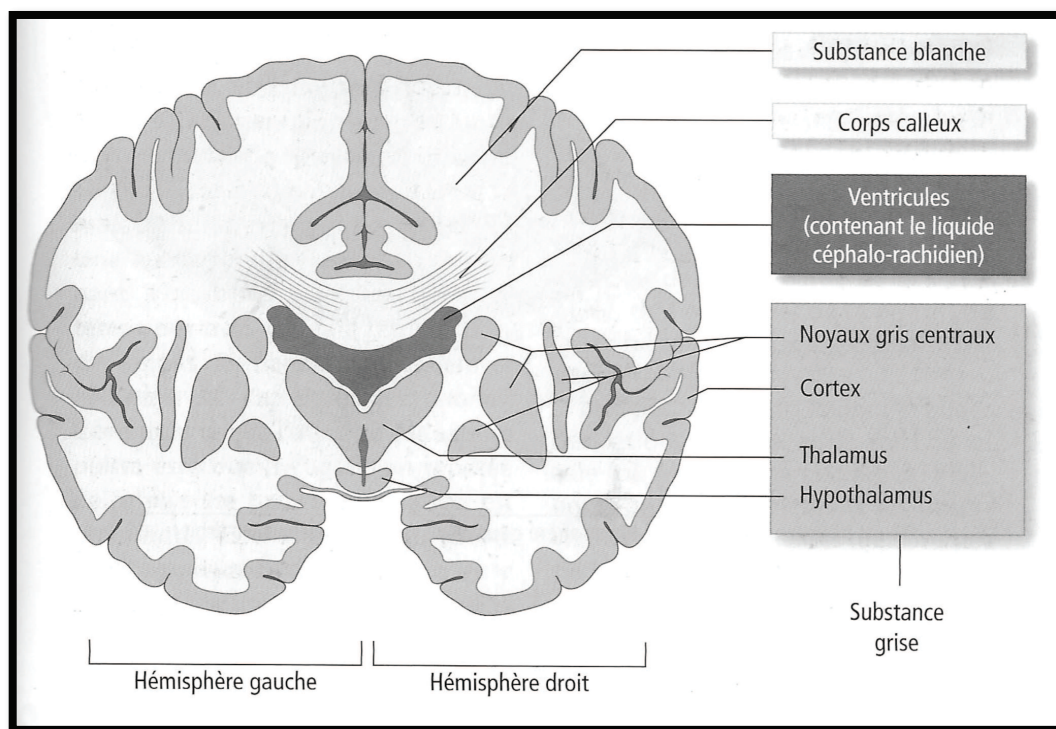 Substance blanche
Corps calleux
Ventricules
(contenant le liquide
céphalo-rachidien)
Noyaux gris centraux
Cortex
Thalamus
Hypothalamus
Substance
grise
Hémisphère gauche
Hémisphère droit